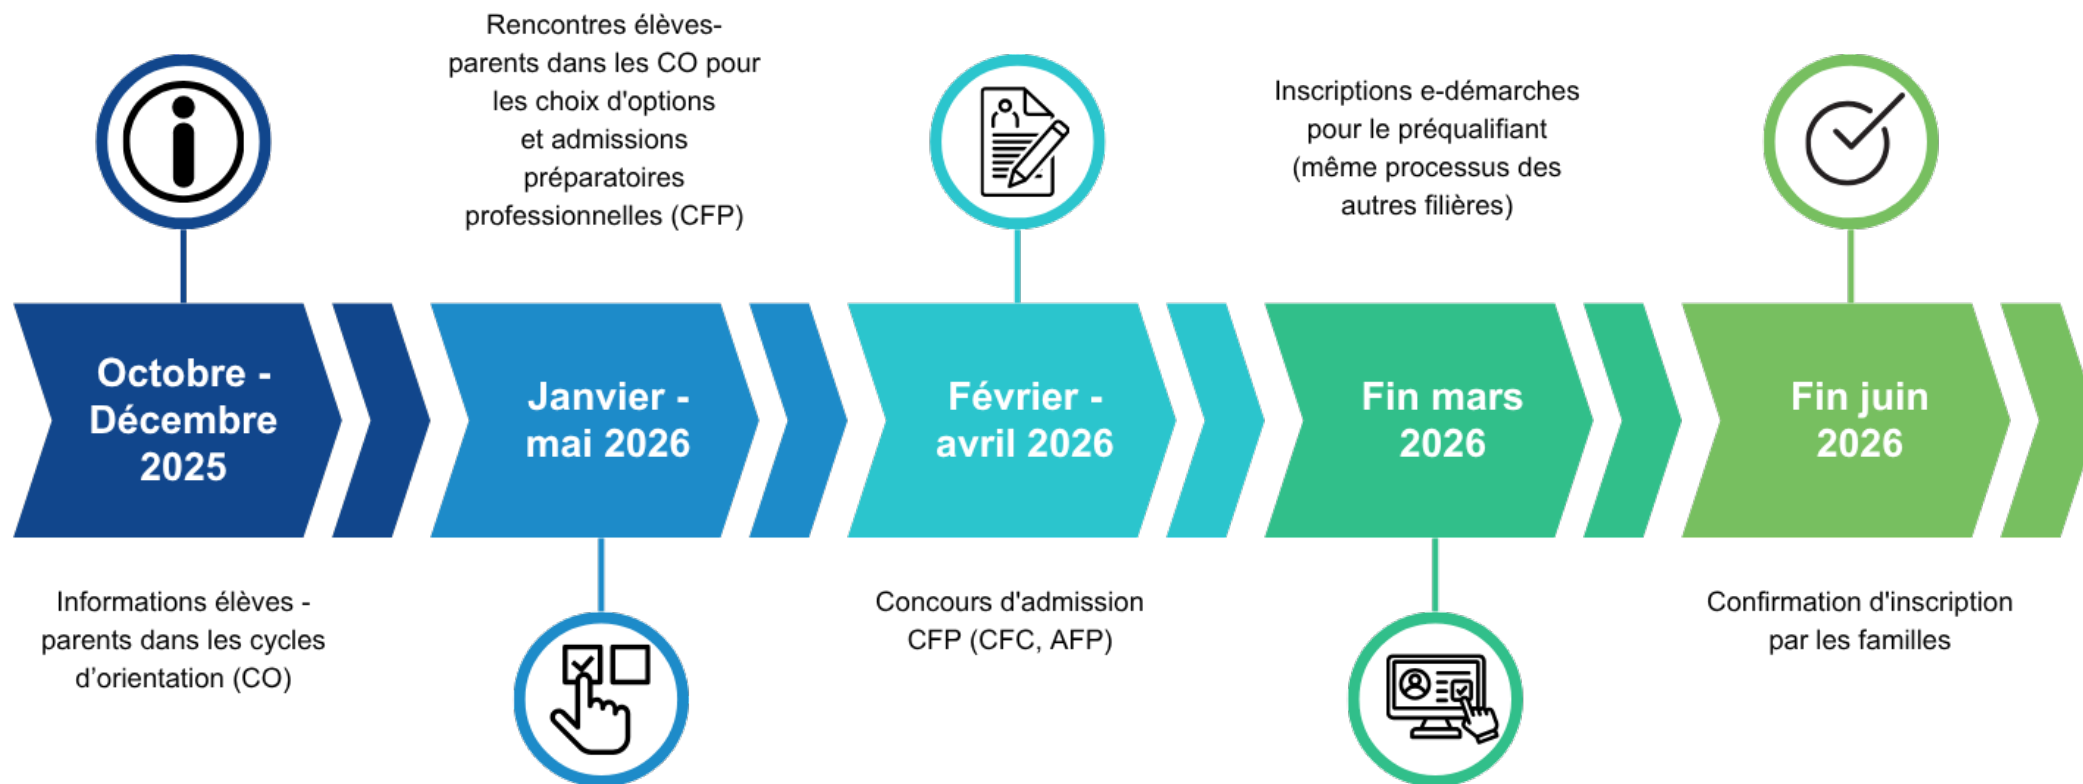 Octobre -
Décembre
2025
Informations élèves -
parents dans les cycles
d’orientation (CO)
Rencontres élèves-
parents dans les CO pour
les choix d'options
et admissions
préparatoires
professionnelles (CFP)
Janvier -
mai 2026
Février -
avril 2026
Concours d'admission
CFP (CFC, AFP)
Inscriptions e-démarches
pour le préqualifiant
(même processus des
autres filières)
Fin mars
2026
Fin juin
2026
Confirmation d'inscription
par les familles